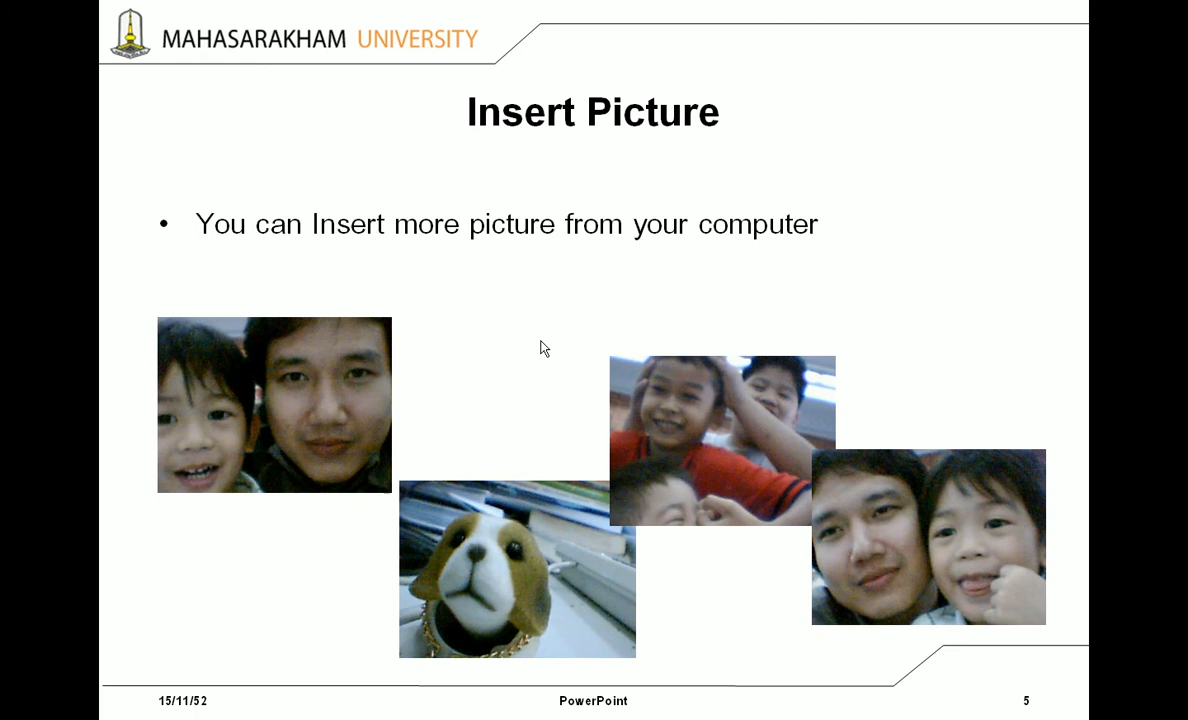 MAHASARAKHAM UNIVERSITY
Insert Picture
• You can Insert more picture from your computer
15/11/52 PowerPoint 5